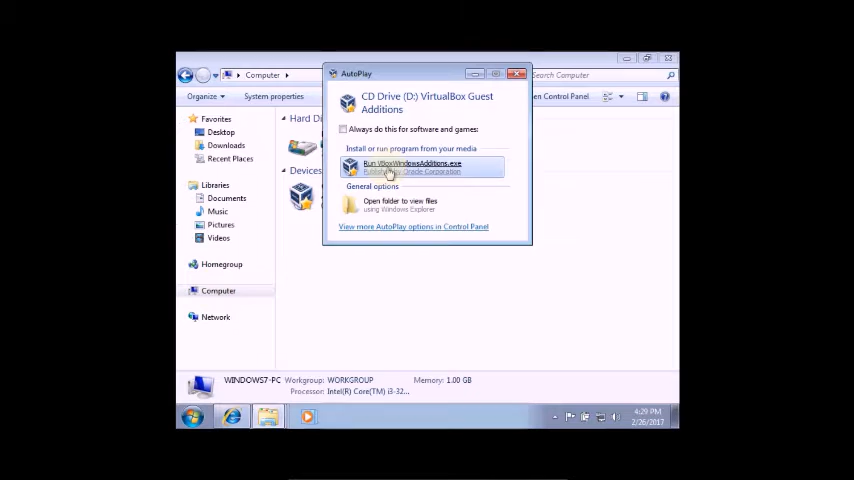 AutoPlay
Computer
Search Computer
Organize
System properties
en Control Panel
CD Drive (D:) VirtualBox Guest
Additions
Always do this for software and games:
Install or run program from your media
Run VBoxWindowsAdditions.exe
Published by Oracle Corporation
General options
Open folder to view files
using Windows Explorer
View more AutoPlay options in Control Panel
Favorites
Desktop
Downloads
Recent Places
Libraries
Documents
Music
Pictures
Videos
Homegroup
Computer
Network
Hard Di
Devices
WINDOWS7-PC Workgroup: WORKGROUP Memory: 1.00 GB
Processor: Intel(R) Core(TM) i3-32...
4:29 PM
2/26/2017